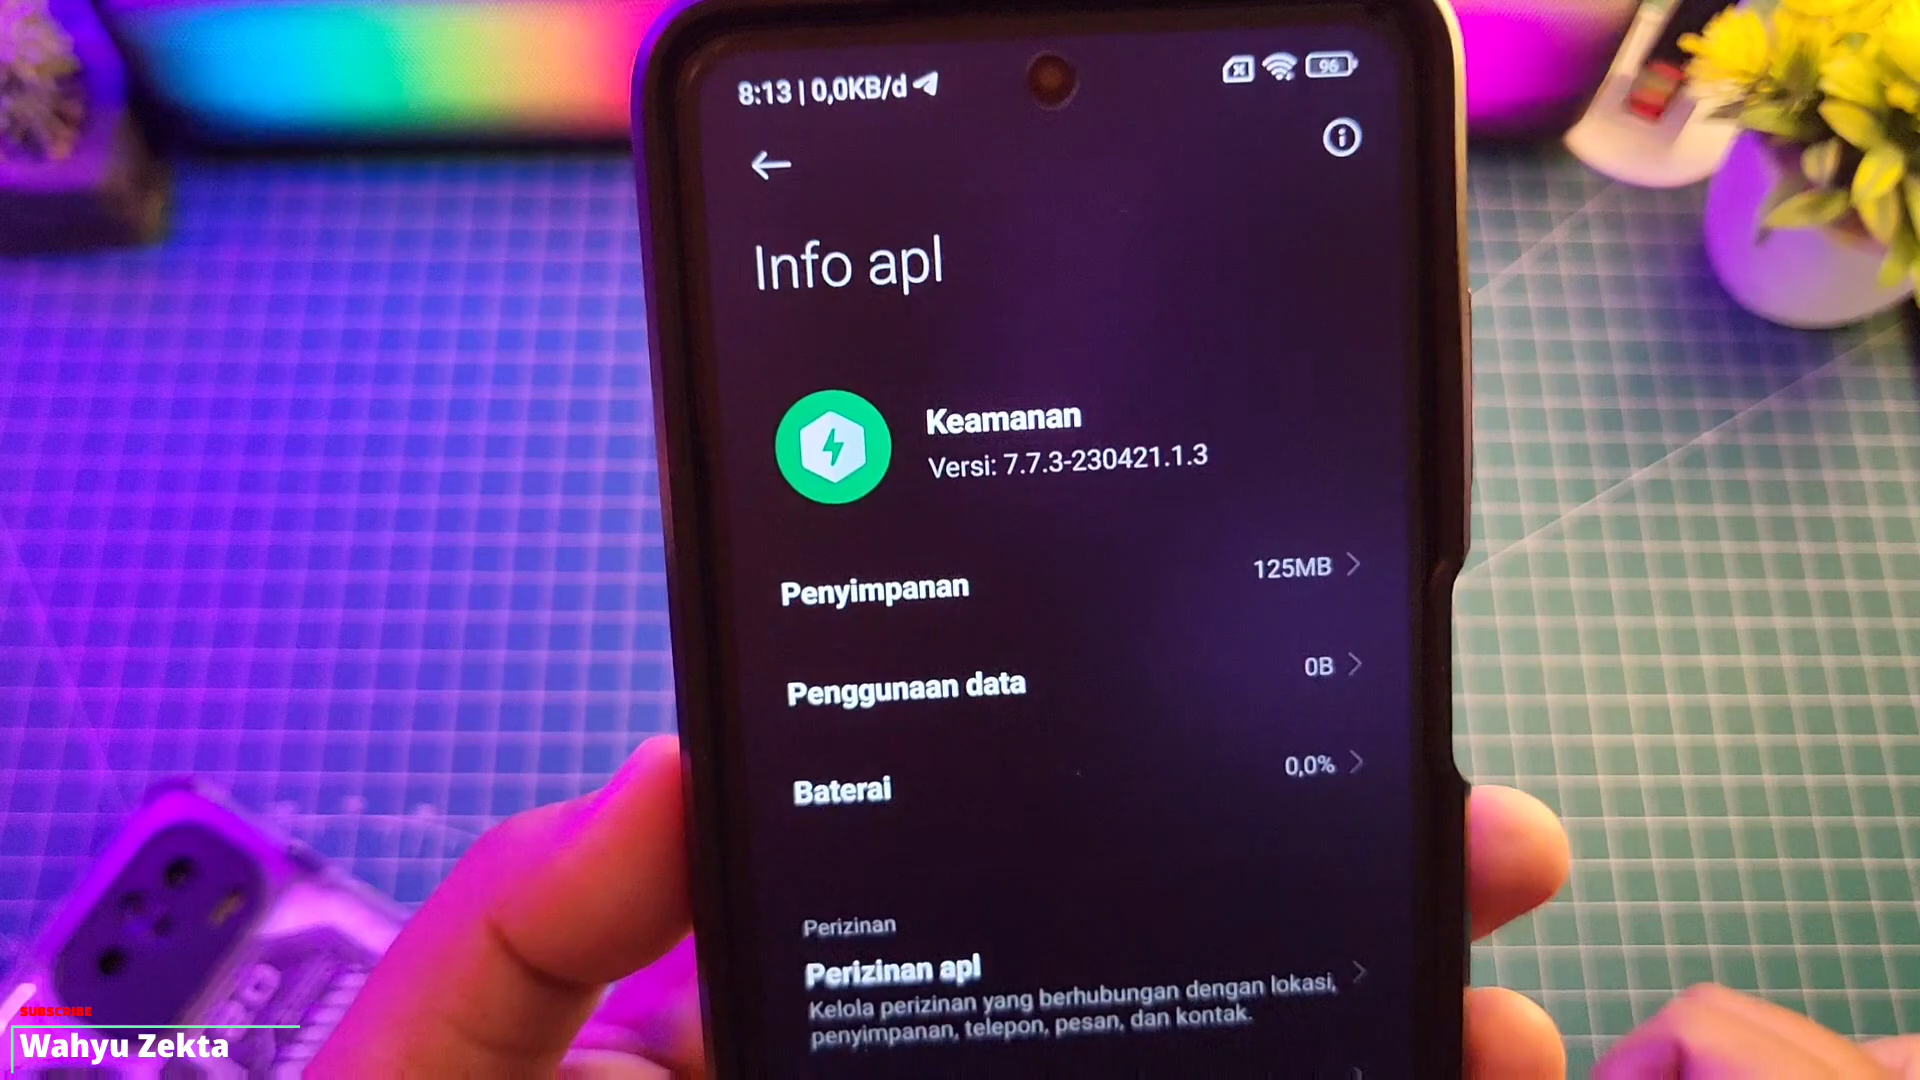 8:13 | 0,0KB/d
96
Info apl
Keamanan
Versi: 7.7.3-230421.1.3
Penyimpanan 125MB
Penggunaan data 0B
Baterai 0,0%
Perizinan
Perizinan apl
Kelola perizinan yang berhubungan dengan lokasi,
penyimpanan, telepon, pesan, dan kontak.
SUBSCRIBE
Wahyu Zekta